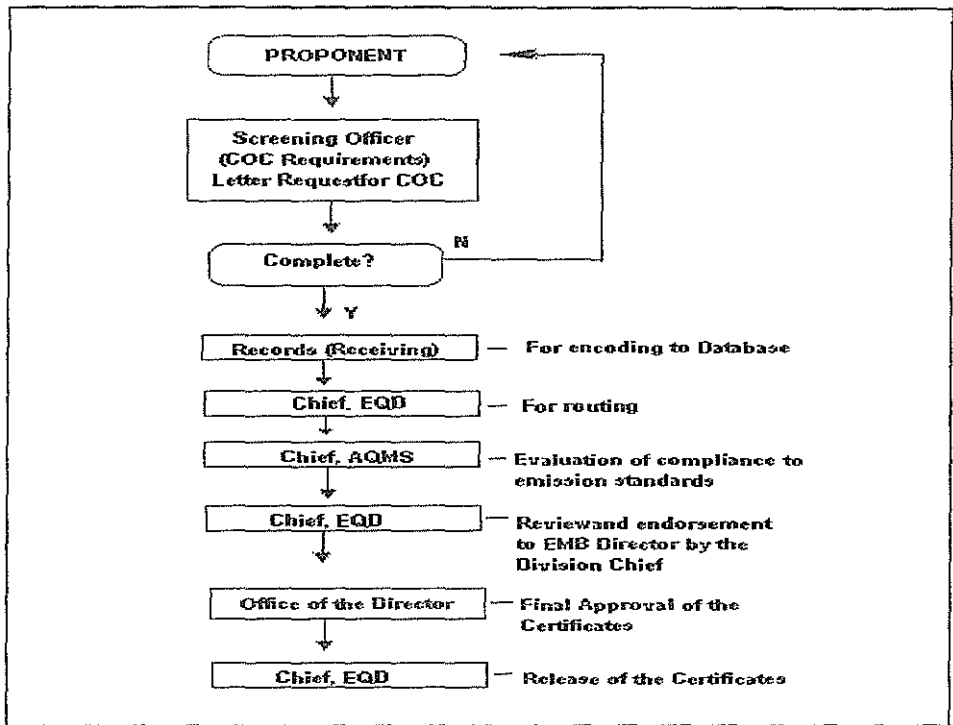 PROPONENT
Screening Officer
(COC Requirements)
Letter Requestfor COC
N
Complete?
Y
Records (Receiving)
For encoding to Database
Chief, EQD
For routing
Chief, AQMS
Evaluation of compliance to
emission standards
Chief, EQD
Reviewand endorsement
to EMB Director by the
Division Chief
Office of the Director
Final Approval of the
Certificates
Chief, EQD
Release of the Certificates